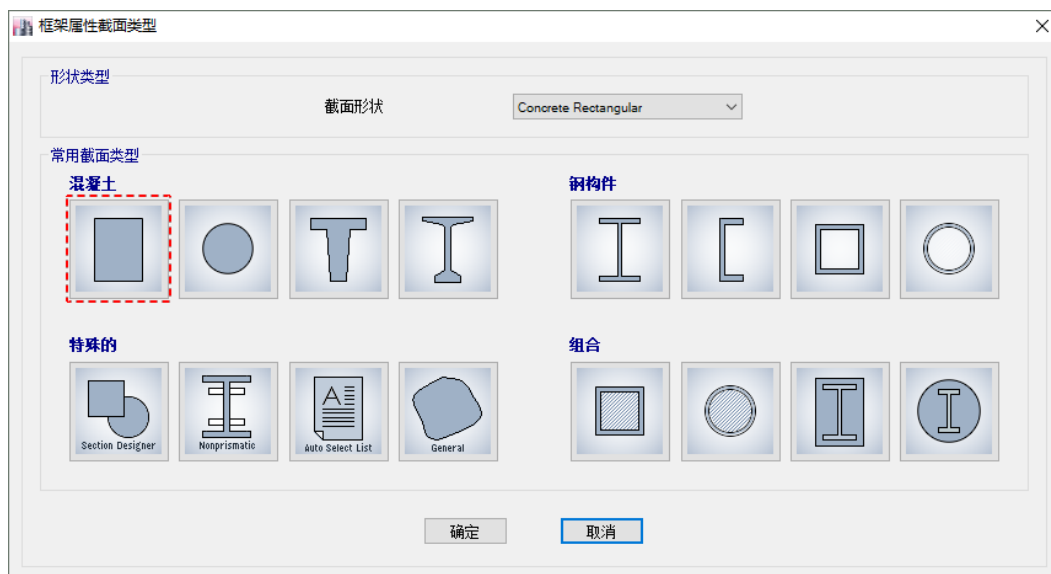 框架属性截面类型
形状类型
截面形状
Concrete Rectangular
常用截面类型
混凝土
钢构件
特殊的
组合
Section Designer
Nonprismatic
A
Auto Select List
General
确定
取消